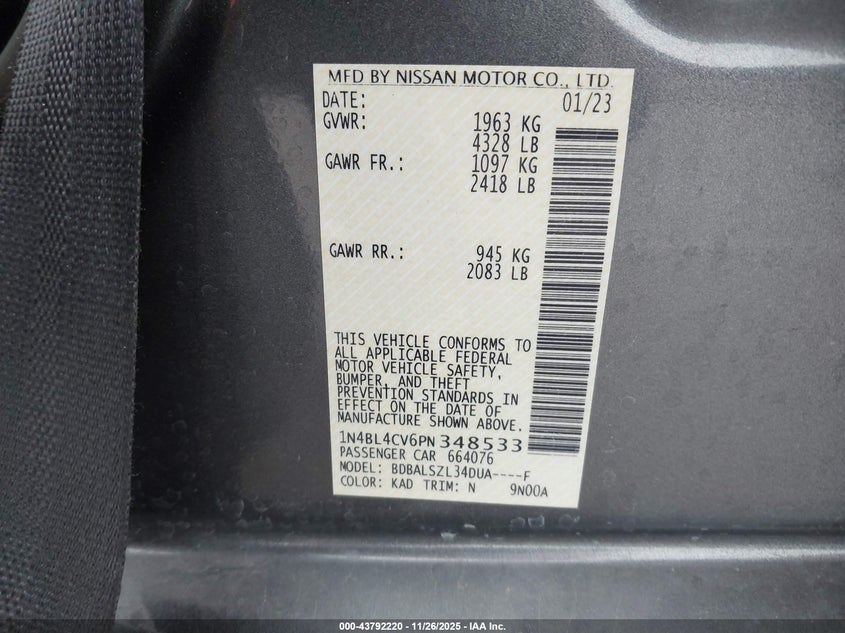 MFD BY NISSAN MOTOR CO., LTD.
DATE: 01/23
GVWR: 1963 KG
4328 LB
GAWR FR.: 1097 KG
2418 LB
GAWR RR.: 945 KG
2083 LB
THIS VEHICLE CONFORMS TO
ALL APPLICABLE FEDERAL
MOTOR VEHICLE SAFETY,
BUMPER, AND THEFT
PREVENTION STANDARDS IN
EFFECT ON THE DATE OF
MANUFACTURE SHOWN ABOVE.
1N4BL4CV6PN348533
PASSENGER CAR 664076
MODEL: BDBALSZL34DUA----F
COLOR: KAD TRIM: N 9N00A
000-43792220 | 11/26/2025 - IAA Inc.